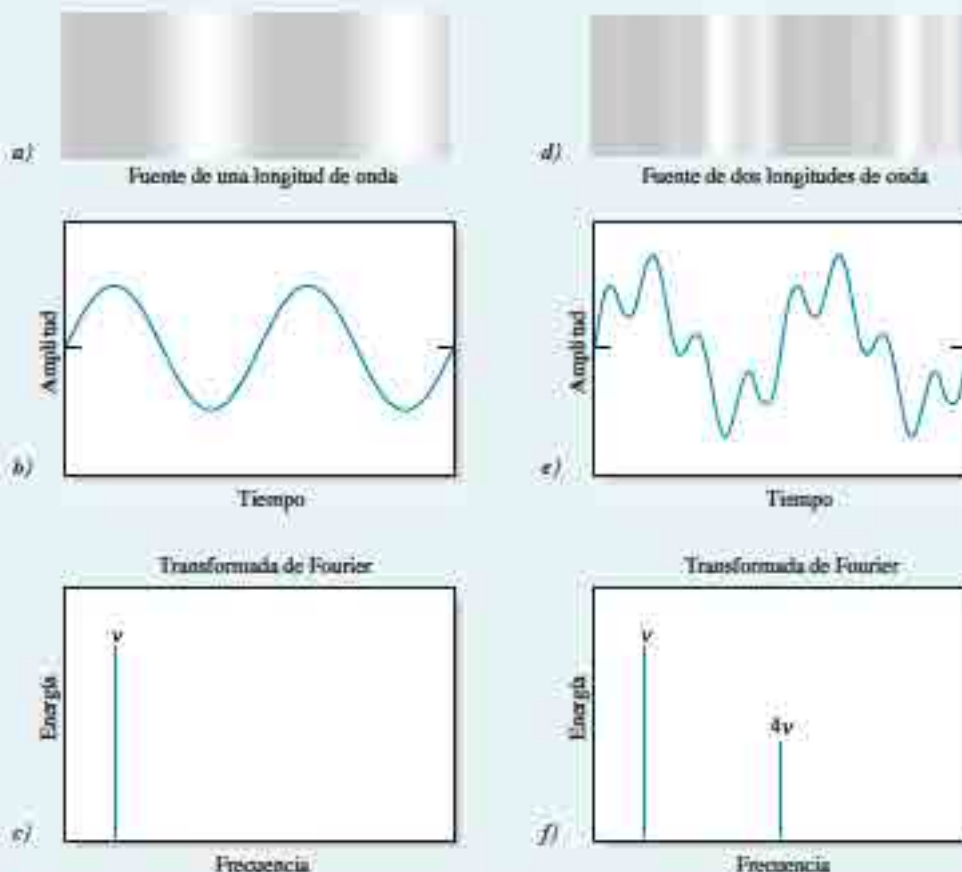 a)
Fuente de una longitud de onda
Amplitud
b)
Tiempo
Transformada de Fourier
ν
Energía
c)
Frecuencia
d)
Fuente de dos longitudes de onda
Amplitud
e)
Tiempo
Transformada de Fourier
ν
4ν
Energía
f)
Frecuencia